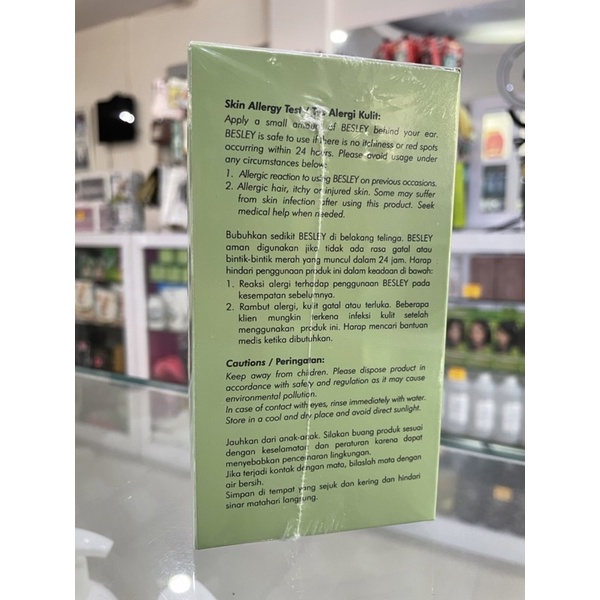 Skin Allergy Test / Tes Alergi Kulit:
Apply a small amount of BESLEY behind your ear.
BESLEY is safe to use if there is no itchiness or red spots
occurring within 24 hours. Please avoid usage under
any circumstances below:
1. Allergic reaction to using BESLEY on previous occasions.
2. Allergic hair, itchy or injured skin. Some may suffer
from skin infection after using this product. Seek
medical help when needed.
Bubuhkan sedikit BESLEY di belakang telinga. BESLEY
aman digunakan jika tidak ada rasa gatal atau
bintik-bintik merah yang muncul dalam 24 jam. Harap
hindari penggunaan produk ini dalam keadaan di bawah:
1. Reaksi alergi terhadap penggunaan BESLEY pada
kesempatan sebelumnya.
2. Rambut alergi, kulit gatal atau terluka. Beberapa
klien mungkin terkena infeksi kulit setelah
menggunakan produk ini. Harap mencari bantuan
medis ketika dibutuhkan.
Cautions / Peringatan:
Keep away from children. Please dispose product in
accordance with safety and regulation as it may cause
environmental pollution.
In case of contact with eyes, rinse immediately with water.
Store in a cool and dry place and avoid direct sunlight.
Jauhkan dari anak-anak. Silakan buang produk sesuai
dengan keselamatan dan peraturan karena dapat
menyebabkan pencemaran lingkungan.
Jika terjadi kontak dengan mata, bilaslah mata dengan
air bersih.
Simpan di tempat yang sejuk dan kering dan hindari
sinar matahari langsung.